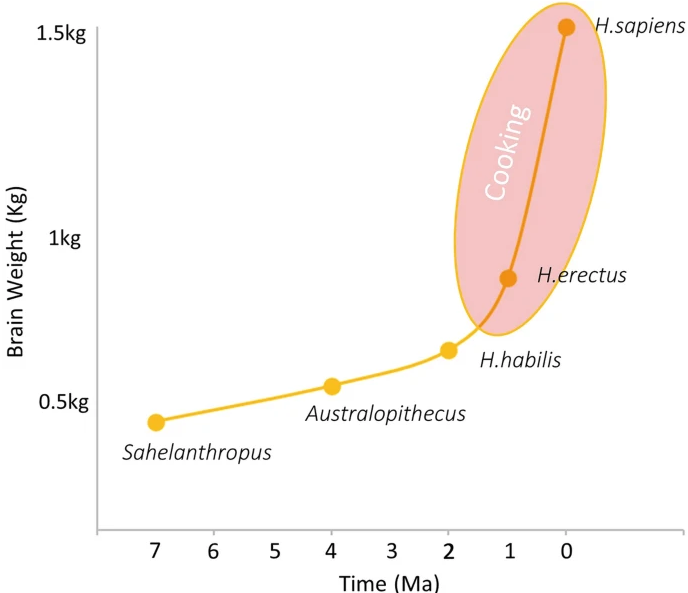 1.5kg
H.sapiens
Cooking
Brain Weight (Kg)
1kg
H.erectus
H.habilis
0.5kg
Australopithecus
Sahelanthropus
7 6 5 4 3 2 1 0
Time (Ma)